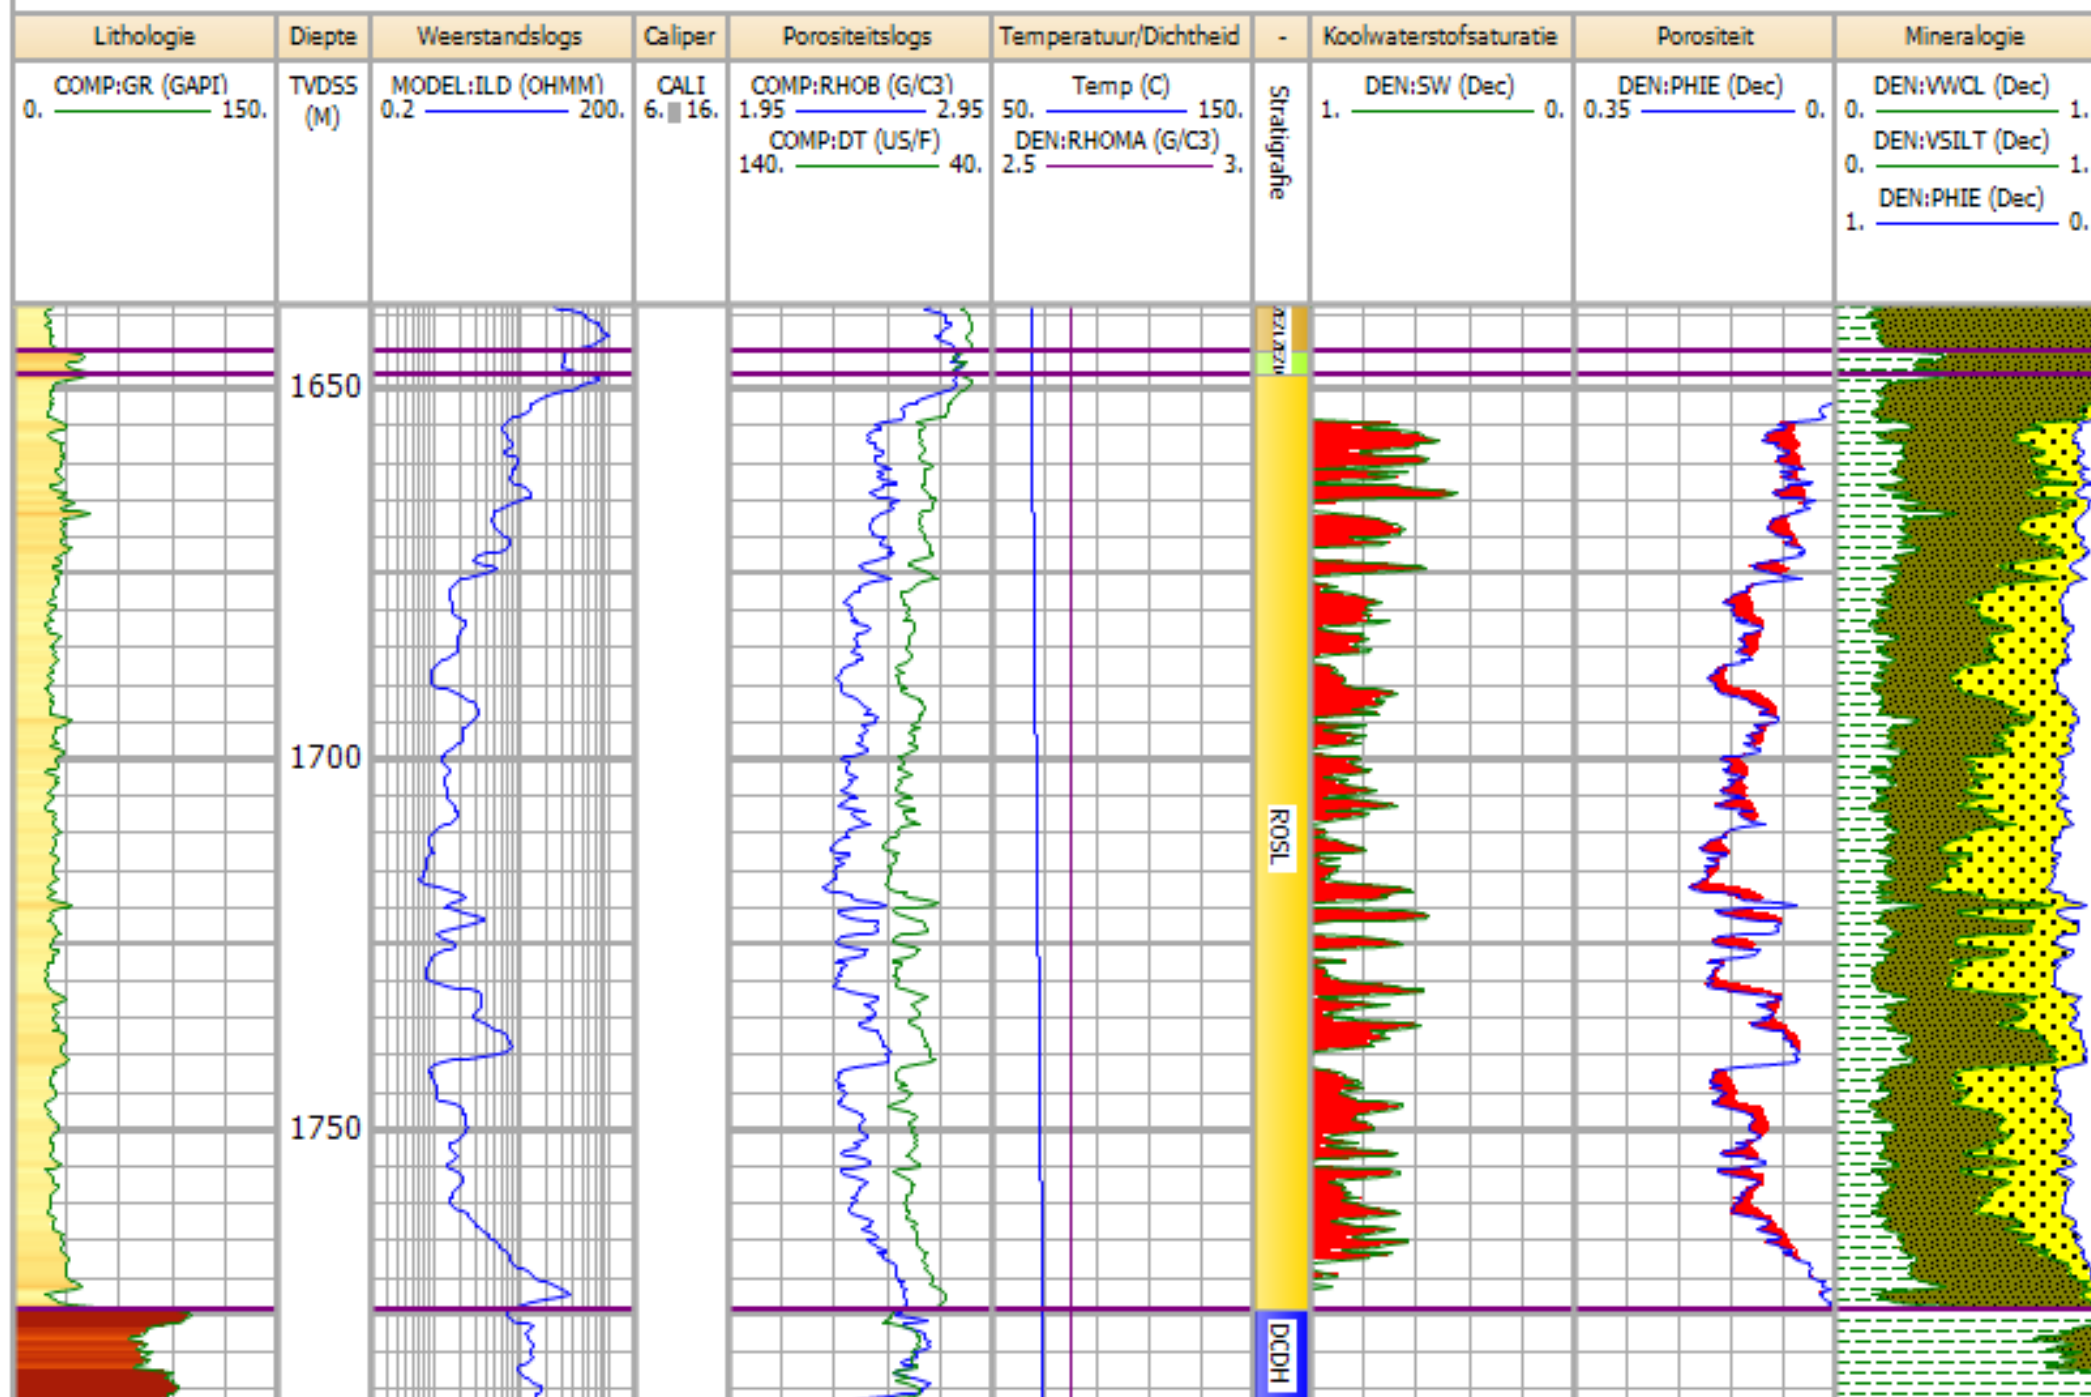 Lithologie Diepte Weerstandslogs Caliper Porositeitslogs Temperatuur/Dichtheid - Koolwaterstofsaturatie Porositeit Mineralogie
COMP:GR (GAPI) TVDSS MODEL:ILD (OHMM) CALI COMP:RHOB (G/C3) Temp (C) DEN:SW (Dec) DEN:PHIE (Dec) DEN:VWCL (Dec)
0. 150. (M) 0.2 200. 6. 16. 1.95 2.95 50. 150. 1. 0. 0.35 0. 0. 1.
COMP:DT (US/F) DEN:RHOMA (G/C3) DEN:VSILT (Dec)
140. 40. 2.5 3. 0. 1.
Stratigrafie
DEN:PHIE (Dec)
1. 0.
1650
1700
ROSL
1750
DCDH